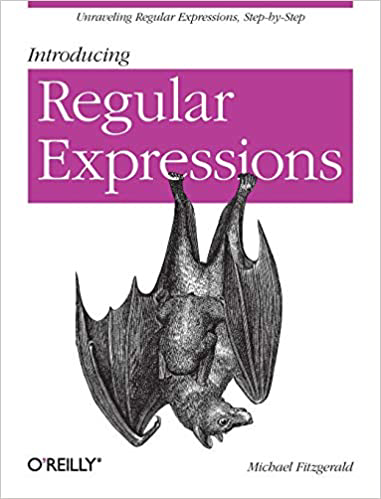 Unraveling Regular Expressions, Step-by-Step
Introducing
Regular
Expressions
O'REILLY®
Michael Fitzgerald